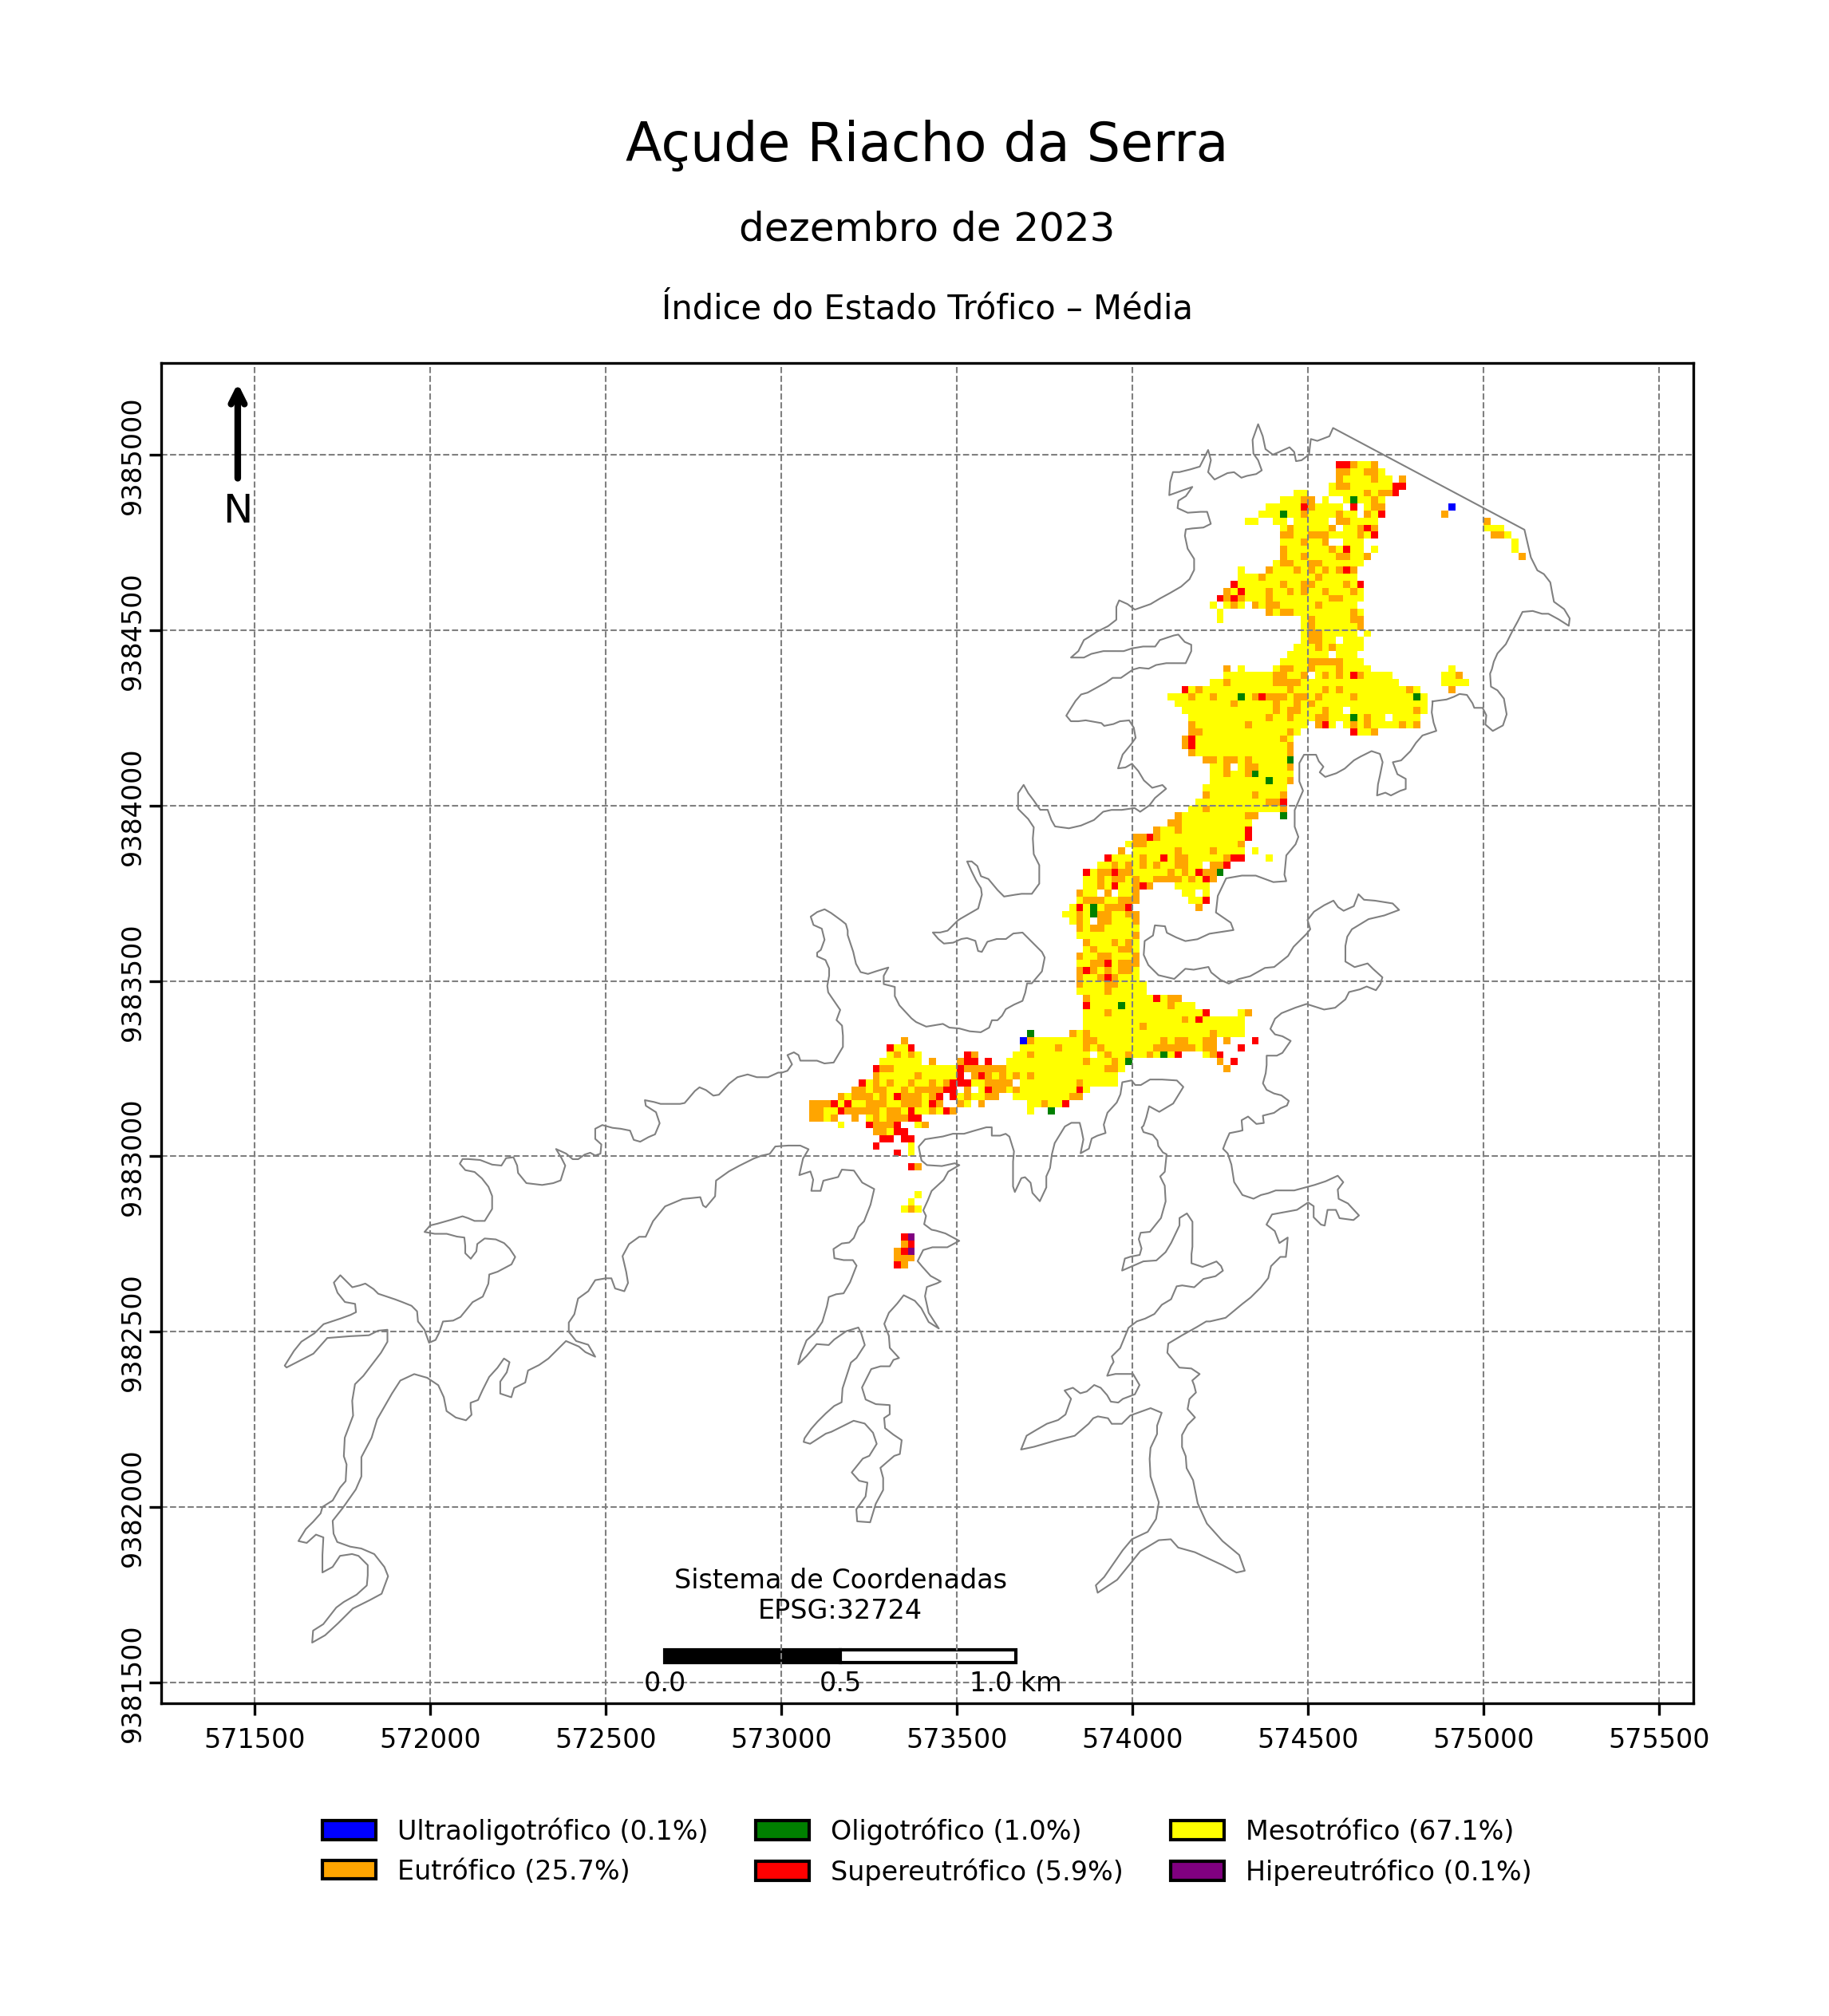 Açude Riacho da Serra
dezembro de 2023
Índice do Estado Trófico – Média
N
9385000
9384500
9384000
9383500
9383000
9382500
9382000
9381500
Sistema de Coordenadas
EPSG:32724
0.0 0.5 1.0 km
571500 572000 572500 573000 573500 574000 574500 575000 575500
Ultraoligotrófico (0.1%) Oligotrófico (1.0%) Mesotrófico (67.1%)
Eutrófico (25.7%) Supereutrófico (5.9%) Hipereutrófico (0.1%)